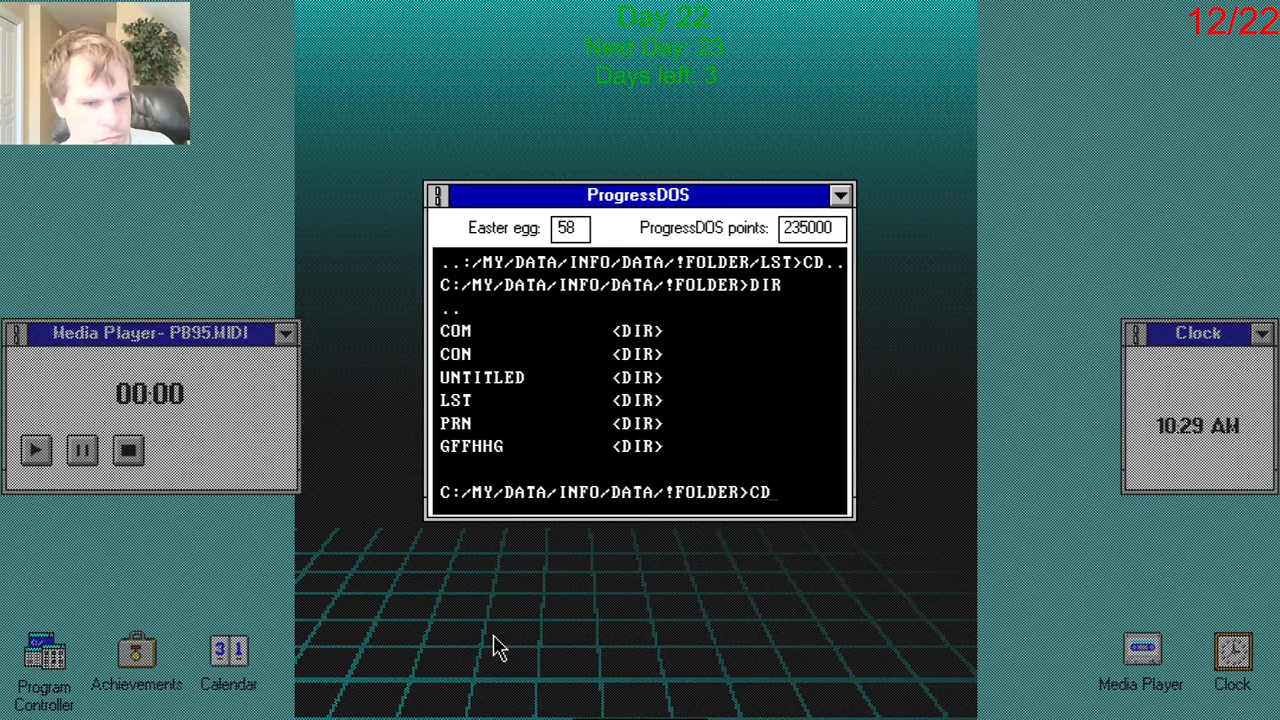 Day 22
Next Day: 23
Days left: 3
12/22
ProgressDOS
Easter egg: 58 ProgressDOS points: 235000
..:/MY/DATA/INFO/DATA/!FOLDER/LST>CD..
C:/MY/DATA/INFO/DATA/!FOLDER>DIR
..
COM <DIR>
CON <DIR>
UNTITLED <DIR>
LST <DIR>
PRN <DIR>
GFFHHG <DIR>
C:/MY/DATA/INFO/DATA/!FOLDER>CD_
Media Player- PB95.MIDI
00:00
Clock
10:29 AM
Program Controller
Achievements
3 1
Calendar
Media Player
Clock